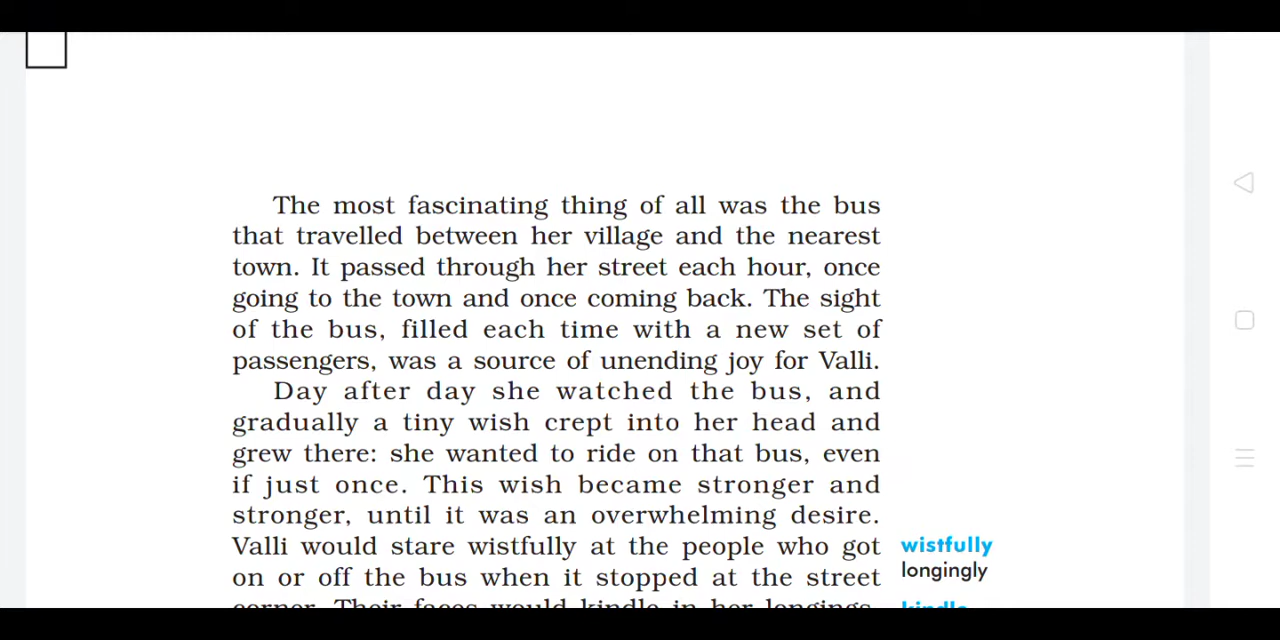 The most fascinating thing of all was the bus
that travelled between her village and the nearest
town. It passed through her street each hour, once
going to the town and once coming back. The sight
of the bus, filled each time with a new set of
passengers, was a source of unending joy for Valli.
Day after day she watched the bus, and
gradually a tiny wish crept into her head and
grew there: she wanted to ride on that bus, even
if just once. This wish became stronger and
stronger, until it was an overwhelming desire.
Valli would stare wistfully at the people who got
on or off the bus when it stopped at the street
corner. Their faces would kindle in her longings,
wistfully
longingly
kindle